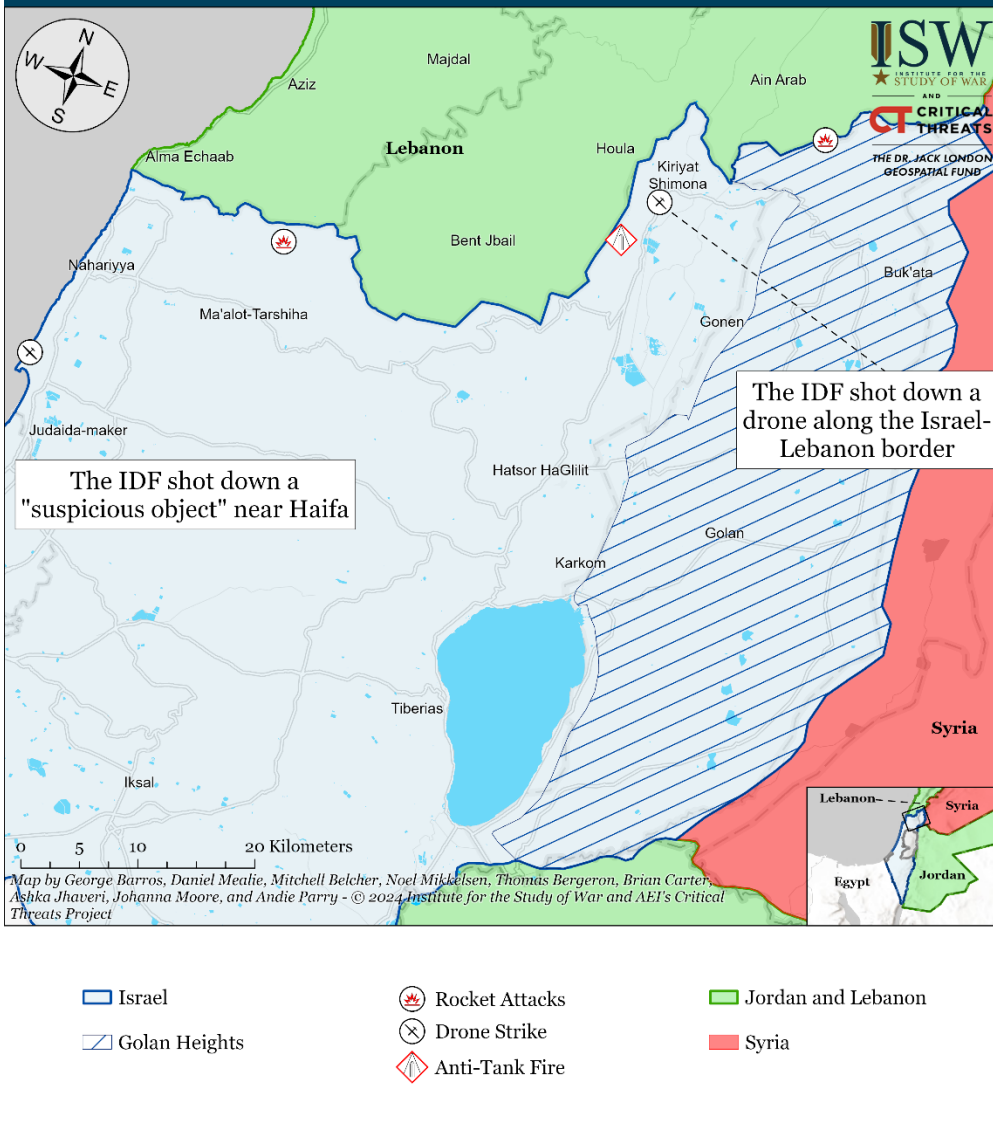 N
W
E
S
ISW
INSTITUTE FOR THE
STUDY OF WAR
AND
CT CRITICAL
THREATS
THE DR. JACK LONDON
GEOSPATIAL FUND
Majdal
Aziz
Ain Arab
Lebanon
Houla
Alma Echaab
Kiriyat
Shimona
Bent Jbail
Nahariyya
Buk'ata
Ma'alot-Tarshiha
Gonen
The IDF shot down a
drone along the Israel-
Lebanon border
Judaida-maker
The IDF shot down a
"suspicious object" near Haifa
Hatsor HaGlilit
Golan
Karkom
Tiberias
Syria
Iksal
0 5 10 20 Kilometers
Map by George Barros, Daniel Mealie, Mitchell Belcher, Noel Mikkelsen, Thomas Bergeron, Brian Carter,
Ashka Jhaveri, Johanna Moore, and Andie Parry - © 2024 Institute for the Study of War and AEI's Critical
Threats Project
Lebanon
Syria
Egypt
Jordan
Israel
Golan Heights
Rocket Attacks
Drone Strike
Anti-Tank Fire
Jordan and Lebanon
Syria